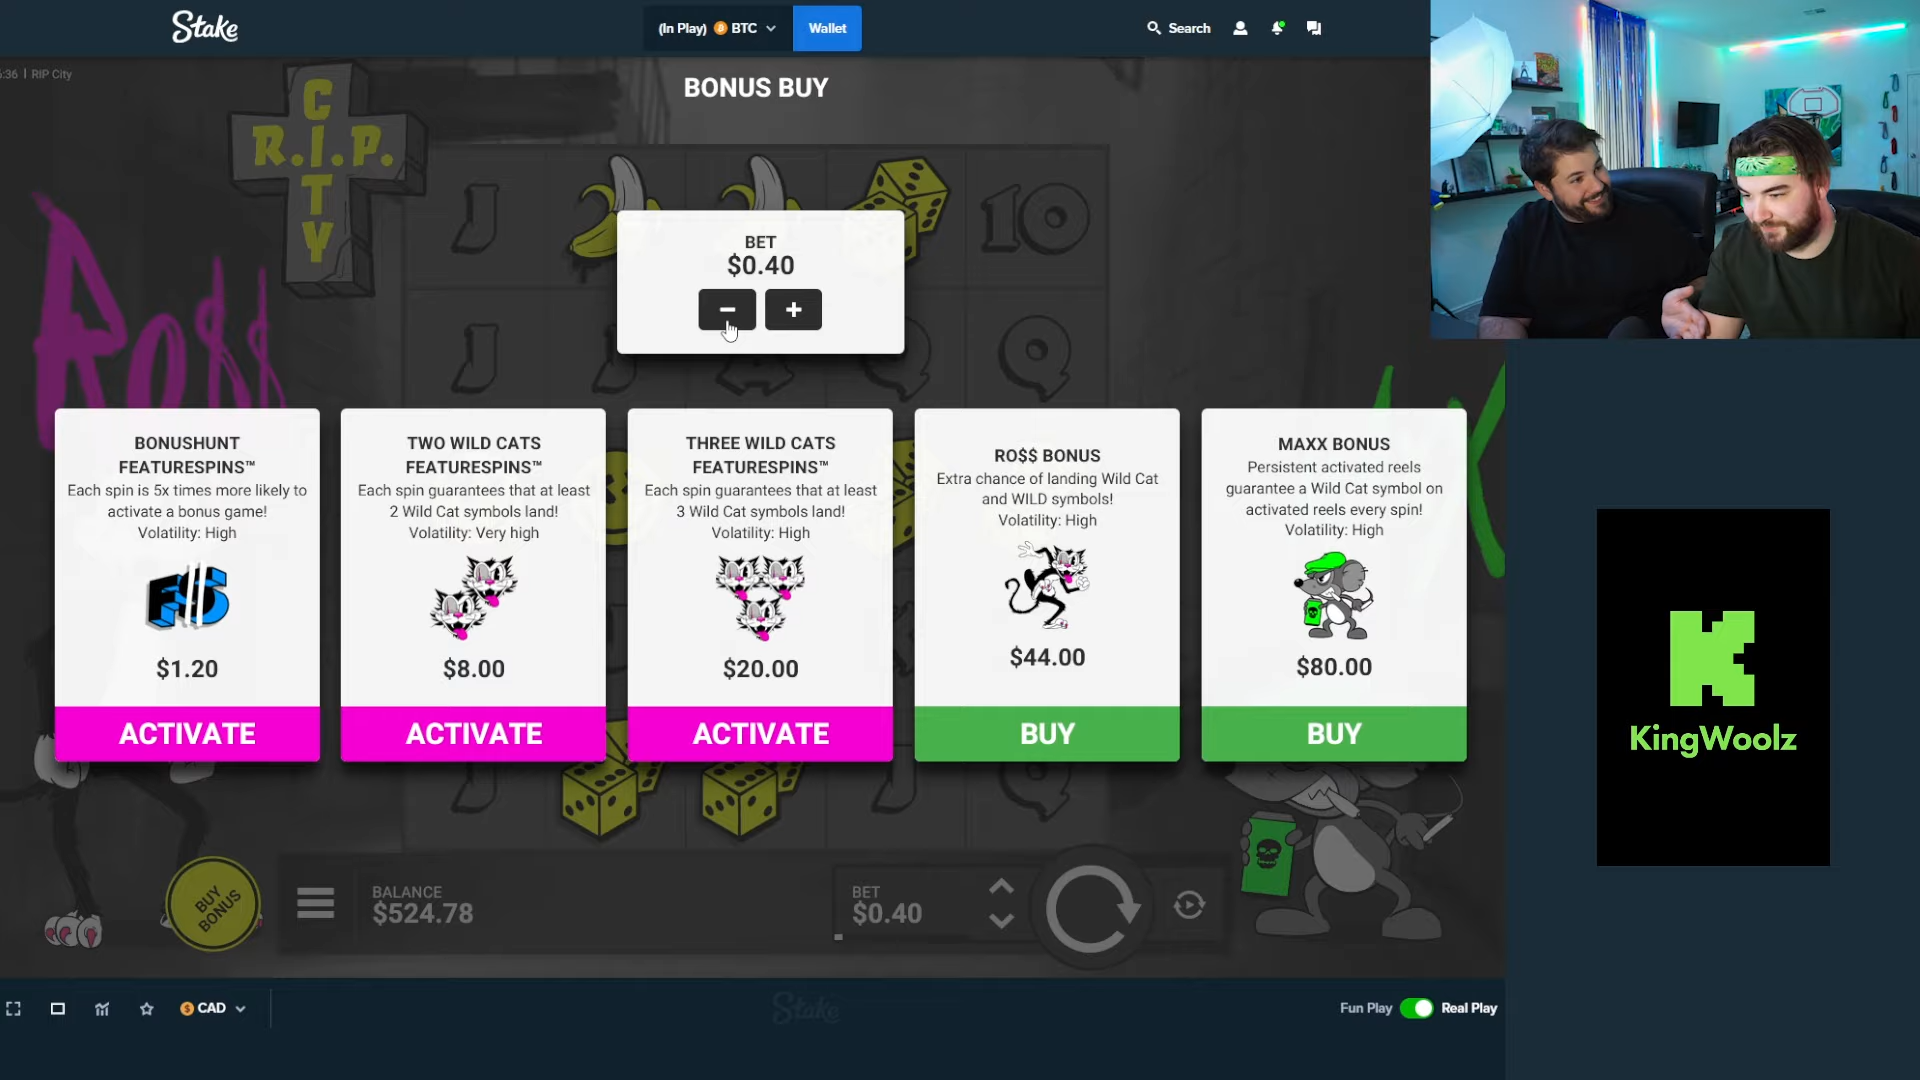 Stake
(In Play) BTC
Wallet
Search
:36 | RIP City
BONUS BUY
CITY
R.I.P.
J
10
BET
$0.40
−
+
Ro$$
J
J
A
Q
Q
BONUSHUNT
FEATURESPINS™
Each spin is 5x times more likely to
activate a bonus game!
Volatility: High
$1.20
ACTIVATE
TWO WILD CATS
FEATURESPINS™
Each spin guarantees that at least
2 Wild Cat symbols land!
Volatility: Very high
$8.00
ACTIVATE
THREE WILD CATS
FEATURESPINS™
Each spin guarantees that at least
3 Wild Cat symbols land!
Volatility: High
$20.00
ACTIVATE
RO$$ BONUS
Extra chance of landing Wild Cat
and WILD symbols!
Volatility: High
$44.00
BUY
MAXX BONUS
Persistent activated reels
guarantee a Wild Cat symbol on
activated reels every spin!
Volatility: High
$80.00
BUY
K
KingWoolz
J
J
Q
BUY
BONUS
BALANCE
$524.78
BET
$0.40
CAD
Stake
Fun Play
Real Play